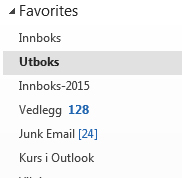 Favorites
Innboks
Utboks
Innboks-2015
Vedlegg 128
Junk Email [24]
Kurs i Outlook